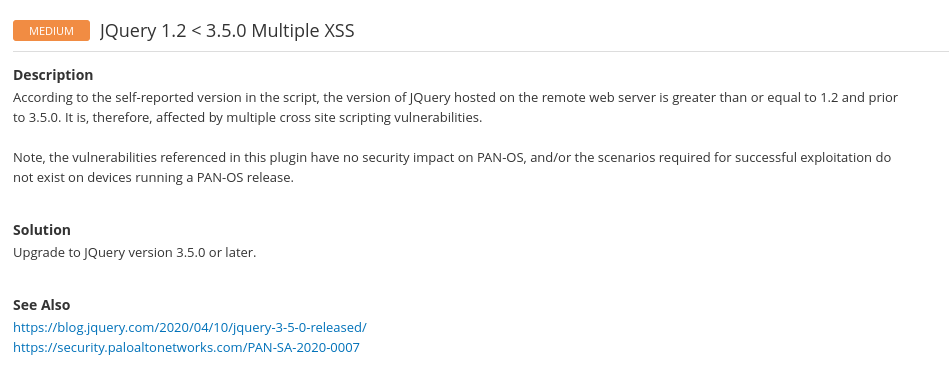 MEDIUM JQuery 1.2 < 3.5.0 Multiple XSS
Description
According to the self-reported version in the script, the version of JQuery hosted on the remote web server is greater than or equal to 1.2 and prior
to 3.5.0. It is, therefore, affected by multiple cross site scripting vulnerabilities.
Note, the vulnerabilities referenced in this plugin have no security impact on PAN-OS, and/or the scenarios required for successful exploitation do
not exist on devices running a PAN-OS release.
Solution
Upgrade to JQuery version 3.5.0 or later.
See Also
https://blog.jquery.com/2020/04/10/jquery-3-5-0-released/
https://security.paloaltonetworks.com/PAN-SA-2020-0007